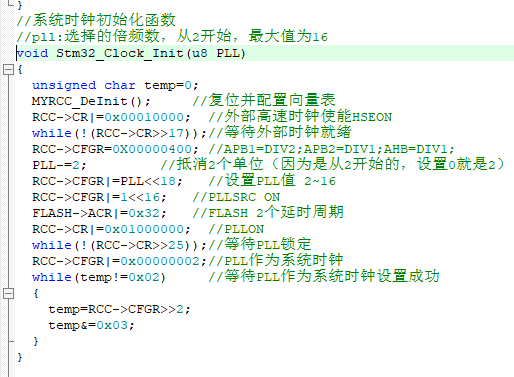 }
//系统时钟初始化函数
//pll:选择的倍频数，从2开始，最大值为16
void Stm32_Clock_Init(u8 PLL)
{
  unsigned char temp=0;
  MYRCC_DeInit();     //复位并配置向量表
  RCC->CR|=0x00010000;  //外部高速时钟使能HSEON
  while(!(RCC->CR>>17));//等待外部时钟就绪
  RCC->CFGR=0X00000400; //APB1=DIV2;APB2=DIV1;AHB=DIV1;
  PLL-=2;         //抵消2个单位（因为是从2开始的，设置0就是2）
  RCC->CFGR|=PLL<<18;   //设置PLL值 2~16
  RCC->CFGR|=1<<16;   //PLLSRC ON
  FLASH->ACR|=0x32;   //FLASH 2个延时周期
  RCC->CR|=0x01000000;  //PLLON
  while(!(RCC->CR>>25));//等待PLL锁定
  RCC->CFGR|=0x00000002;//PLL作为系统时钟
  while(temp!=0x02)     //等待PLL作为系统时钟设置成功
  {
    temp=RCC->CFGR>>2;
    temp&=0x03;
  }
}